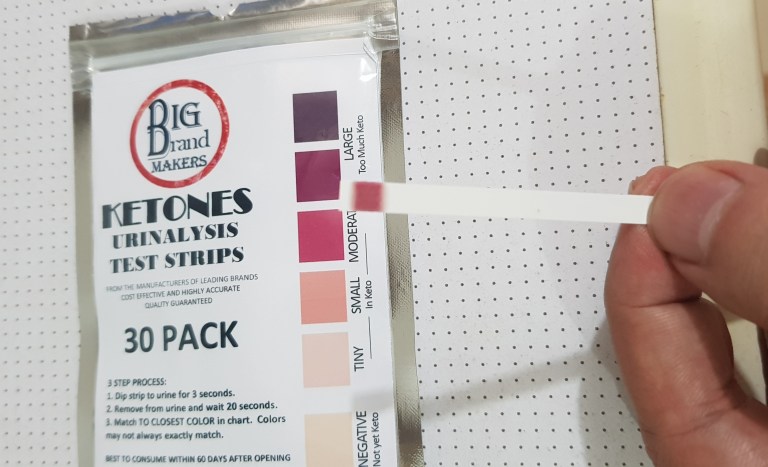 BIG
Brand
MAKERS
KETONES
URINALYSIS
TEST STRIPS
FROM THE MANUFACTURERS OF LEADING BRANDS
COST EFFECTIVE AND HIGHLY ACCURATE
QUALITY GUARANTEED
30 PACK
3 STEP PROCESS:
1. Dip strip to urine for 3 seconds.
2. Remove from urine and wait 20 seconds.
3. Match TO CLOSEST COLOR in chart. Colors
may not always exactly match.
BEST TO CONSUME WITHIN 60 DAYS AFTER OPENING
LARGE
Too Much Keto
MODERAT
SMALL
In Keto
TINY
NEGATIVE
Not yet Keto